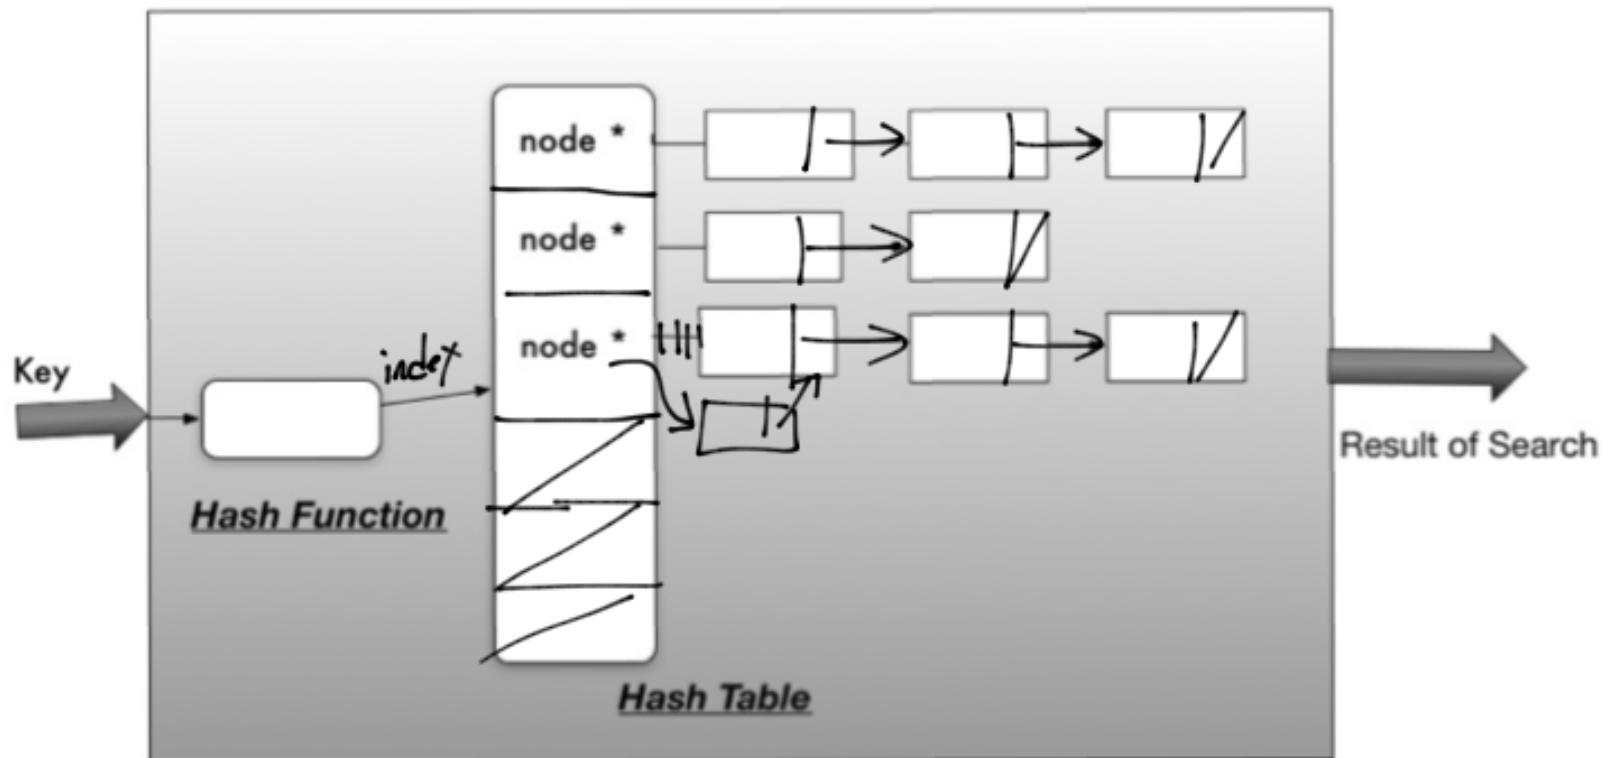 node *
node *
node *
Key
index
Hash Function
Result of Search
Hash Table